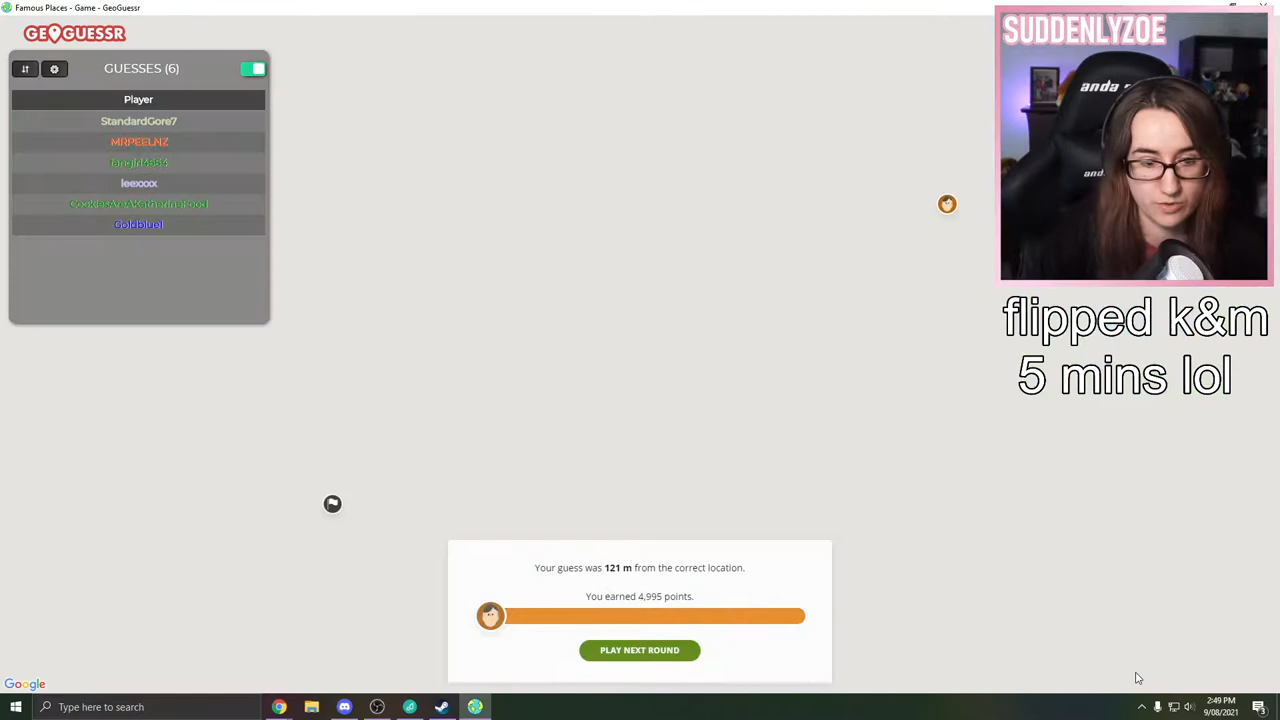 Famous Places - Game - GeoGuessr
GEOGUESSR
GUESSES (6)
Player
StandardGore7
MRPEELNZ
leexxxx
Goldblue1
SUDDENLYZOE
anda
flipped k&m
5 mins lol
Your guess was 121 m from the correct location.
You earned 4,995 points.
PLAY NEXT ROUND
Google
Type here to search
2:49 PM
9/08/2021